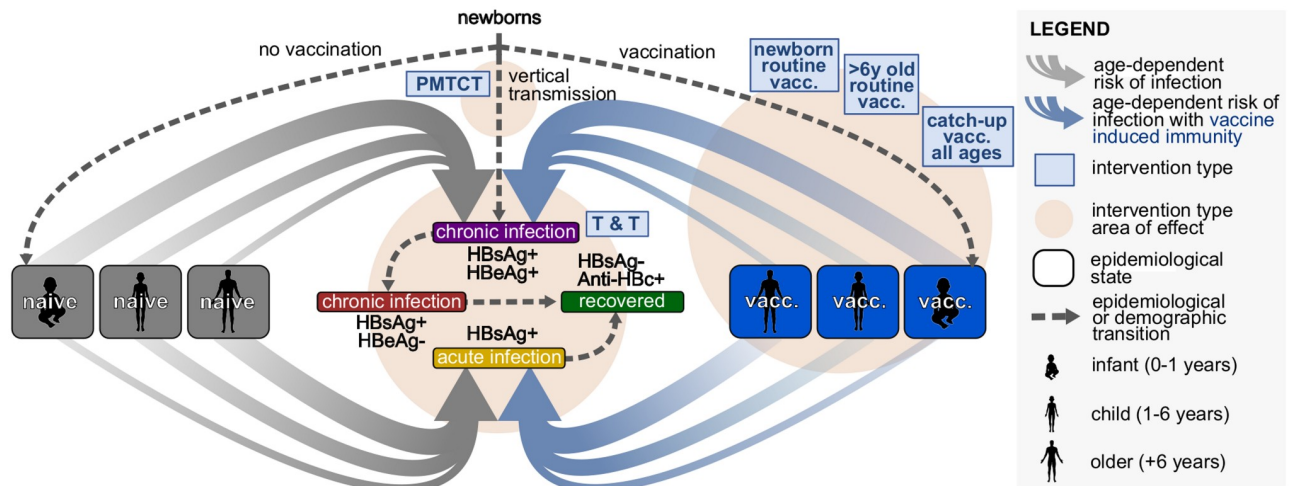 newborns
no vaccination
vaccination
PMTCT
vertical
transmission
newborn
routine
vacc.
>6y old
routine
vacc.
catch-up
vacc.
all ages
chronic infection
T & T
HBsAg+
HBeAg+
HBsAg-
Anti-HBc+
naive
naive
naive
chronic infection
recovered
vacc.
vacc.
vacc.
HBsAg+
HBeAg-
HBsAg+
acute infection
LEGEND
age-dependent
risk of infection
age-dependent risk of
infection with vaccine
induced immunity
intervention type
intervention type
area of effect
epidemiological
state
epidemiological
or demographic
transition
infant (0-1 years)
child (1-6 years)
older (+6 years)